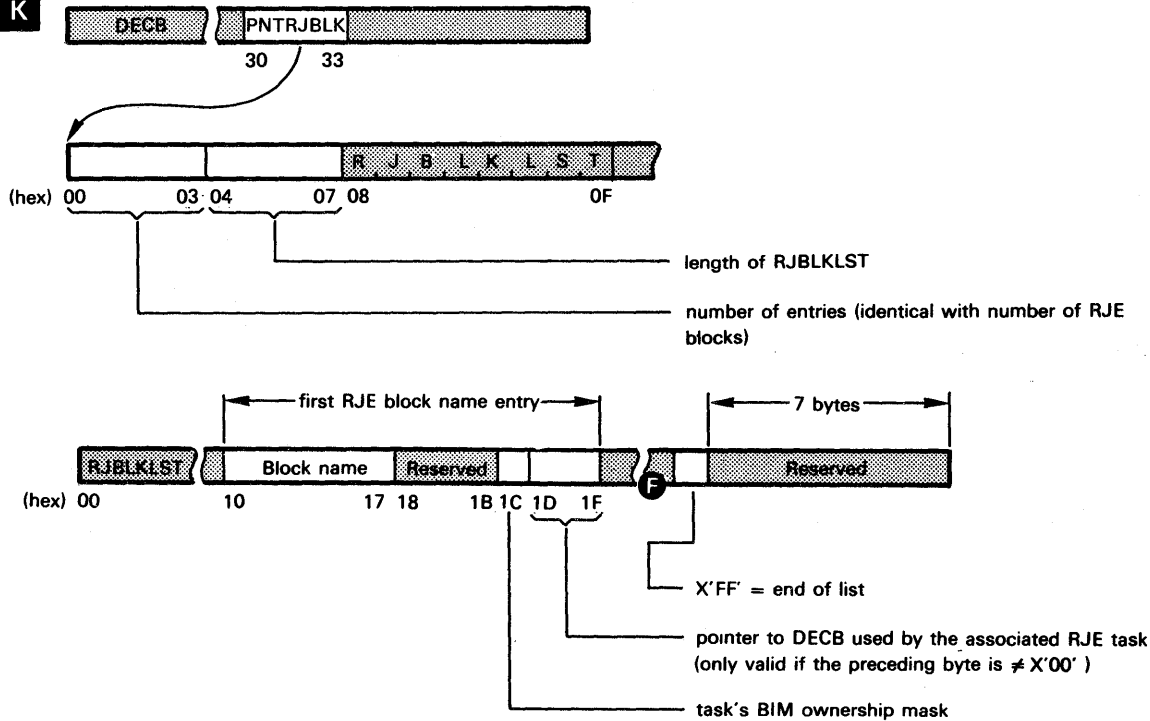 K
DECB PNTRJBLK
30 33
R J B L K L S T
(hex) 00 03 04 07 08 0F
length of RJBLKLST
number of entries (identical with number of RJE
blocks)
first RJE block name entry 7 bytes
RJBLKLST Block name Reserved Reserved
F
(hex) 00 10 17 18 1B 1C 1D 1F
X'FF' = end of list
pointer to DECB used by the associated RJE task
(only valid if the preceding byte is ≠ X'00' )
task's BIM ownership mask